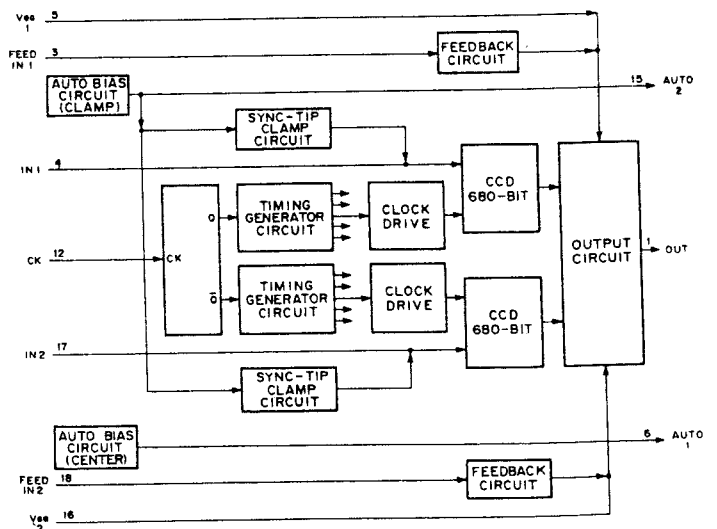 5
VGG
1
3
FEED
IN 1
FEEDBACK
CIRCUIT
AUTO BIAS
CIRCUIT
(CLAMP)
15
AUTO
2
SYNC-TIP
CLAMP
CIRCUIT
4
IN 1
CCD
680-BIT
TIMING
GENERATOR
CIRCUIT
CLOCK
DRIVE
Q
OUTPUT
CIRCUIT
1
OUT
12
CK
CK
TIMING
GENERATOR
CIRCUIT
CLOCK
DRIVE
Q̅
CCD
680-BIT
17
IN2
SYNC-TIP
CLAMP
CIRCUIT
AUTO BIAS
CIRCUIT
(CENTER)
6
AUTO
1
18
FEED
IN2
FEEDBACK
CIRCUIT
VGG
2
16